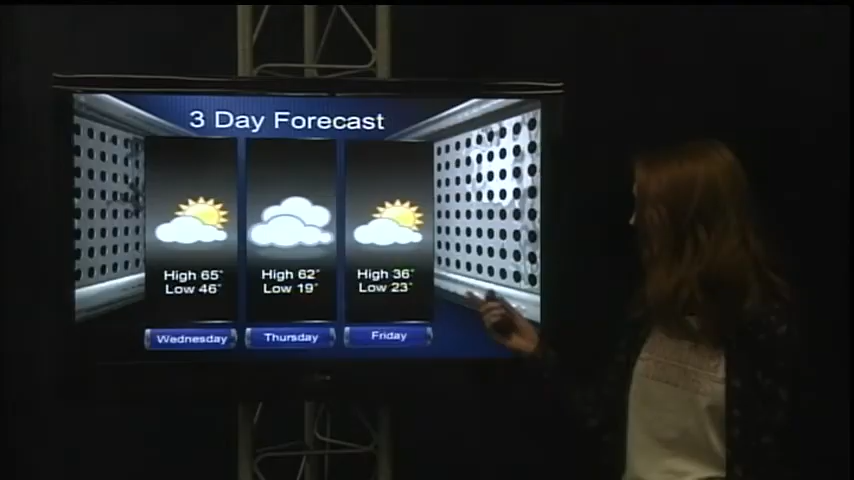 3 Day Forecast
High 65°
Low 46°
Wednesday
High 62°
Low 19°
Thursday
High 36°
Low 23°
Friday